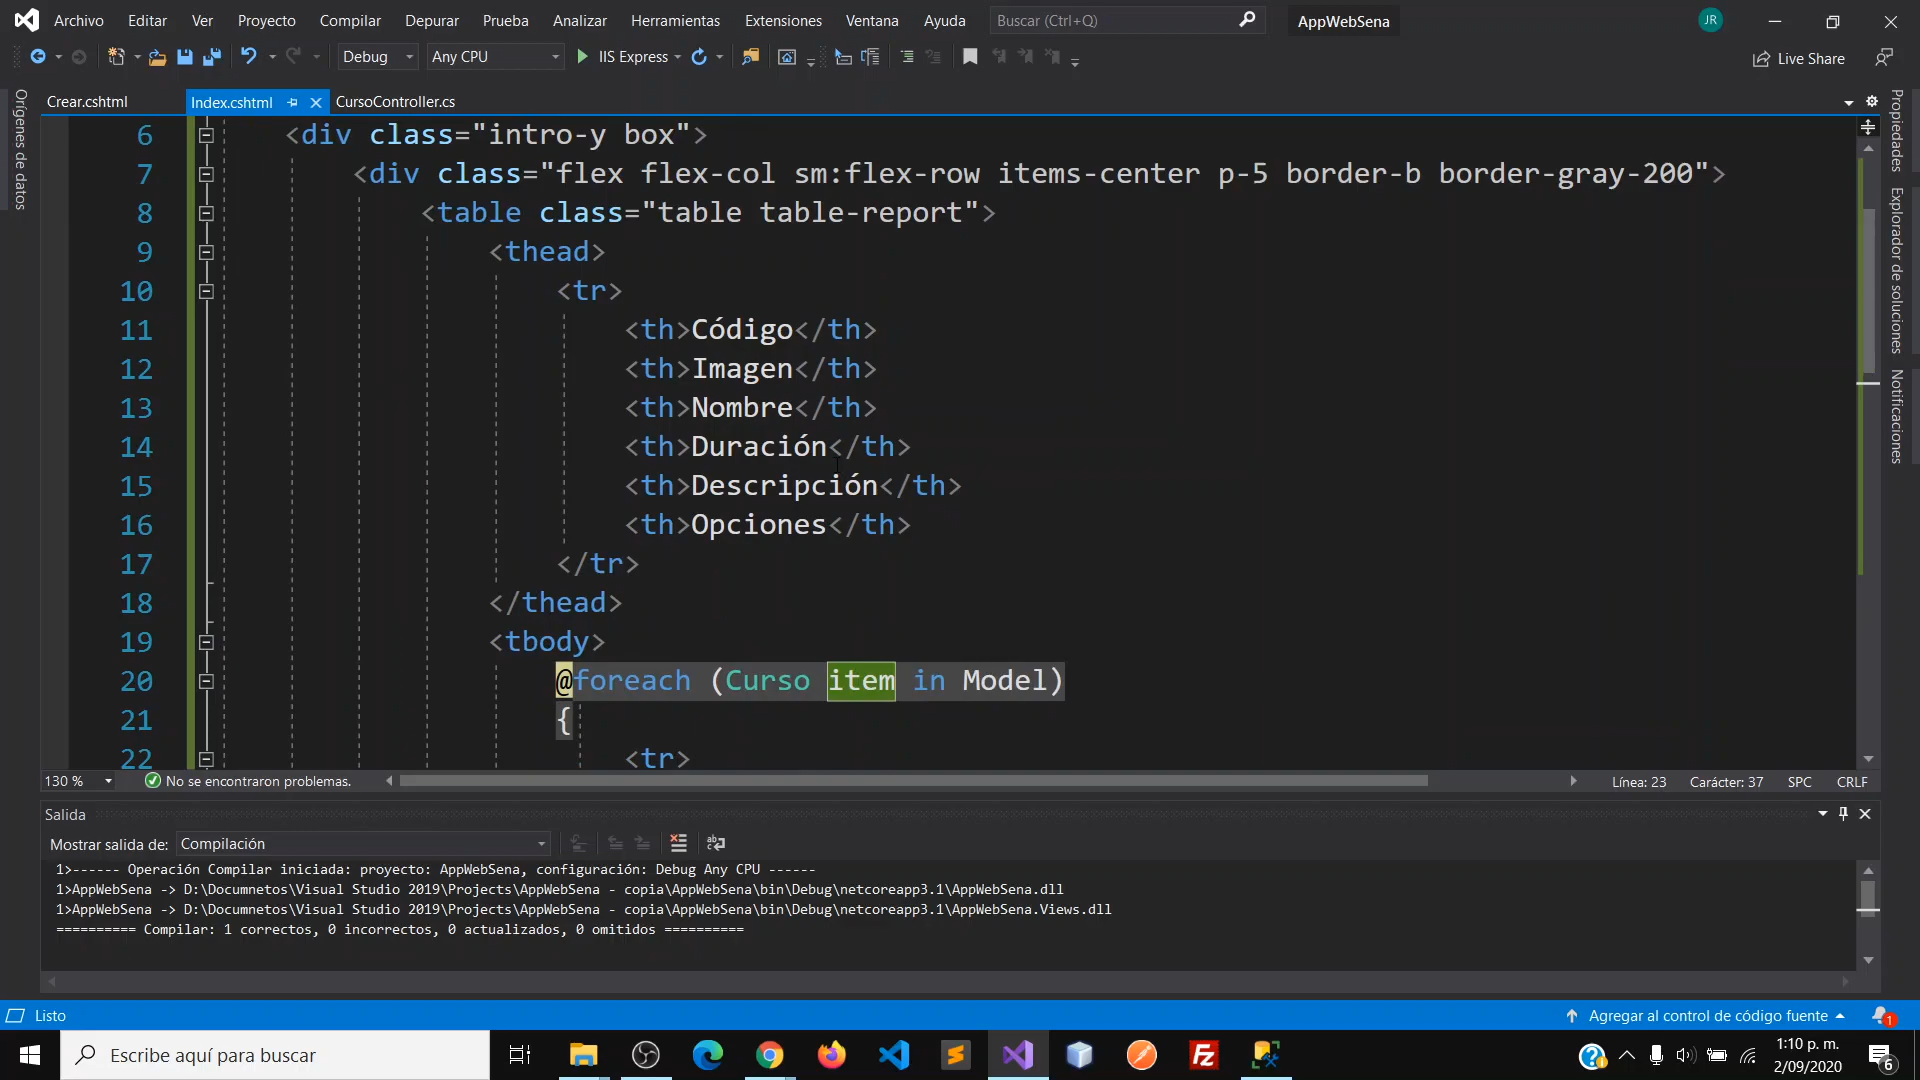 Archivo Editar Ver Proyecto Compilar Depurar Prueba Analizar Herramientas Extensiones Ventana Ayuda Buscar (Ctrl+Q) AppWebSena JR
Debug Any CPU IIS Express Live Share
Crear.cshtml Index.cshtml CursoController.cs
Orígenes de datos
6 <div class="intro-y box">
7 <div class="flex flex-col sm:flex-row items-center p-5 border-b border-gray-200">
8 <table class="table table-report">
9 <thead>
10 <tr>
11 <th>Código</th>
12 <th>Imagen</th>
13 <th>Nombre</th>
14 <th>Duración</th>
15 <th>Descripción</th>
16 <th>Opciones</th>
17 </tr>
18 </thead>
19 <tbody>
20 @foreach (Curso item in Model)
21 {
22 <tr>
Propiedades
Explorador de soluciones
Notificaciones
130 % No se encontraron problemas. Línea: 23 Carácter: 37 SPC CRLF
Salida
Mostrar salida de: Compilación
1>------ Operación Compilar iniciada: proyecto: AppWebSena, configuración: Debug Any CPU ------
1>AppWebSena -> D:\Documnetos\Visual Studio 2019\Projects\AppWebSena - copia\AppWebSena\bin\Debug\netcoreapp3.1\AppWebSena.dll
1>AppWebSena -> D:\Documnetos\Visual Studio 2019\Projects\AppWebSena - copia\AppWebSena\bin\Debug\netcoreapp3.1\AppWebSena.Views.dll
========== Compilar: 1 correctos, 0 incorrectos, 0 actualizados, 0 omitidos ==========
Listo Agregar al control de código fuente 1
Escribe aquí para buscar
1:10 p. m.
2/09/2020
6